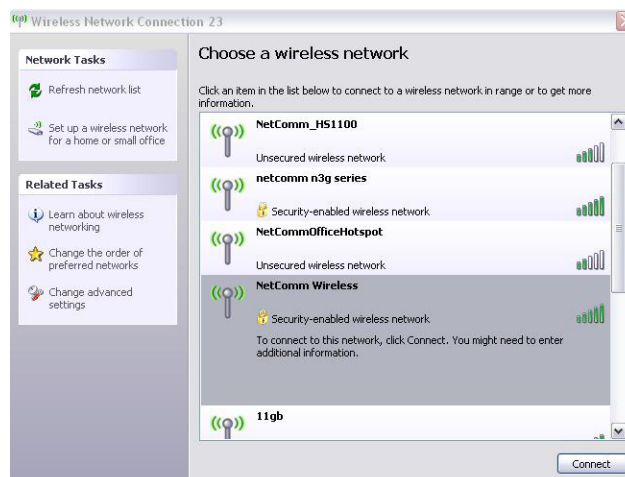 Wireless Network Connection 23
Network Tasks
Refresh network list
Set up a wireless network
for a home or small office
Related Tasks
Learn about wireless
networking
Change the order of
preferred networks
Change advanced
settings
Choose a wireless network
Click an item in the list below to connect to a wireless network in range or to get more
information.
NetComm_HS1100
Unsecured wireless network
netcomm n3g series
Security-enabled wireless network
NetCommOfficeHotspot
Unsecured wireless network
NetComm Wireless
Security-enabled wireless network
To connect to this network, click Connect. You might need to enter
additional information.
11gb
Connect